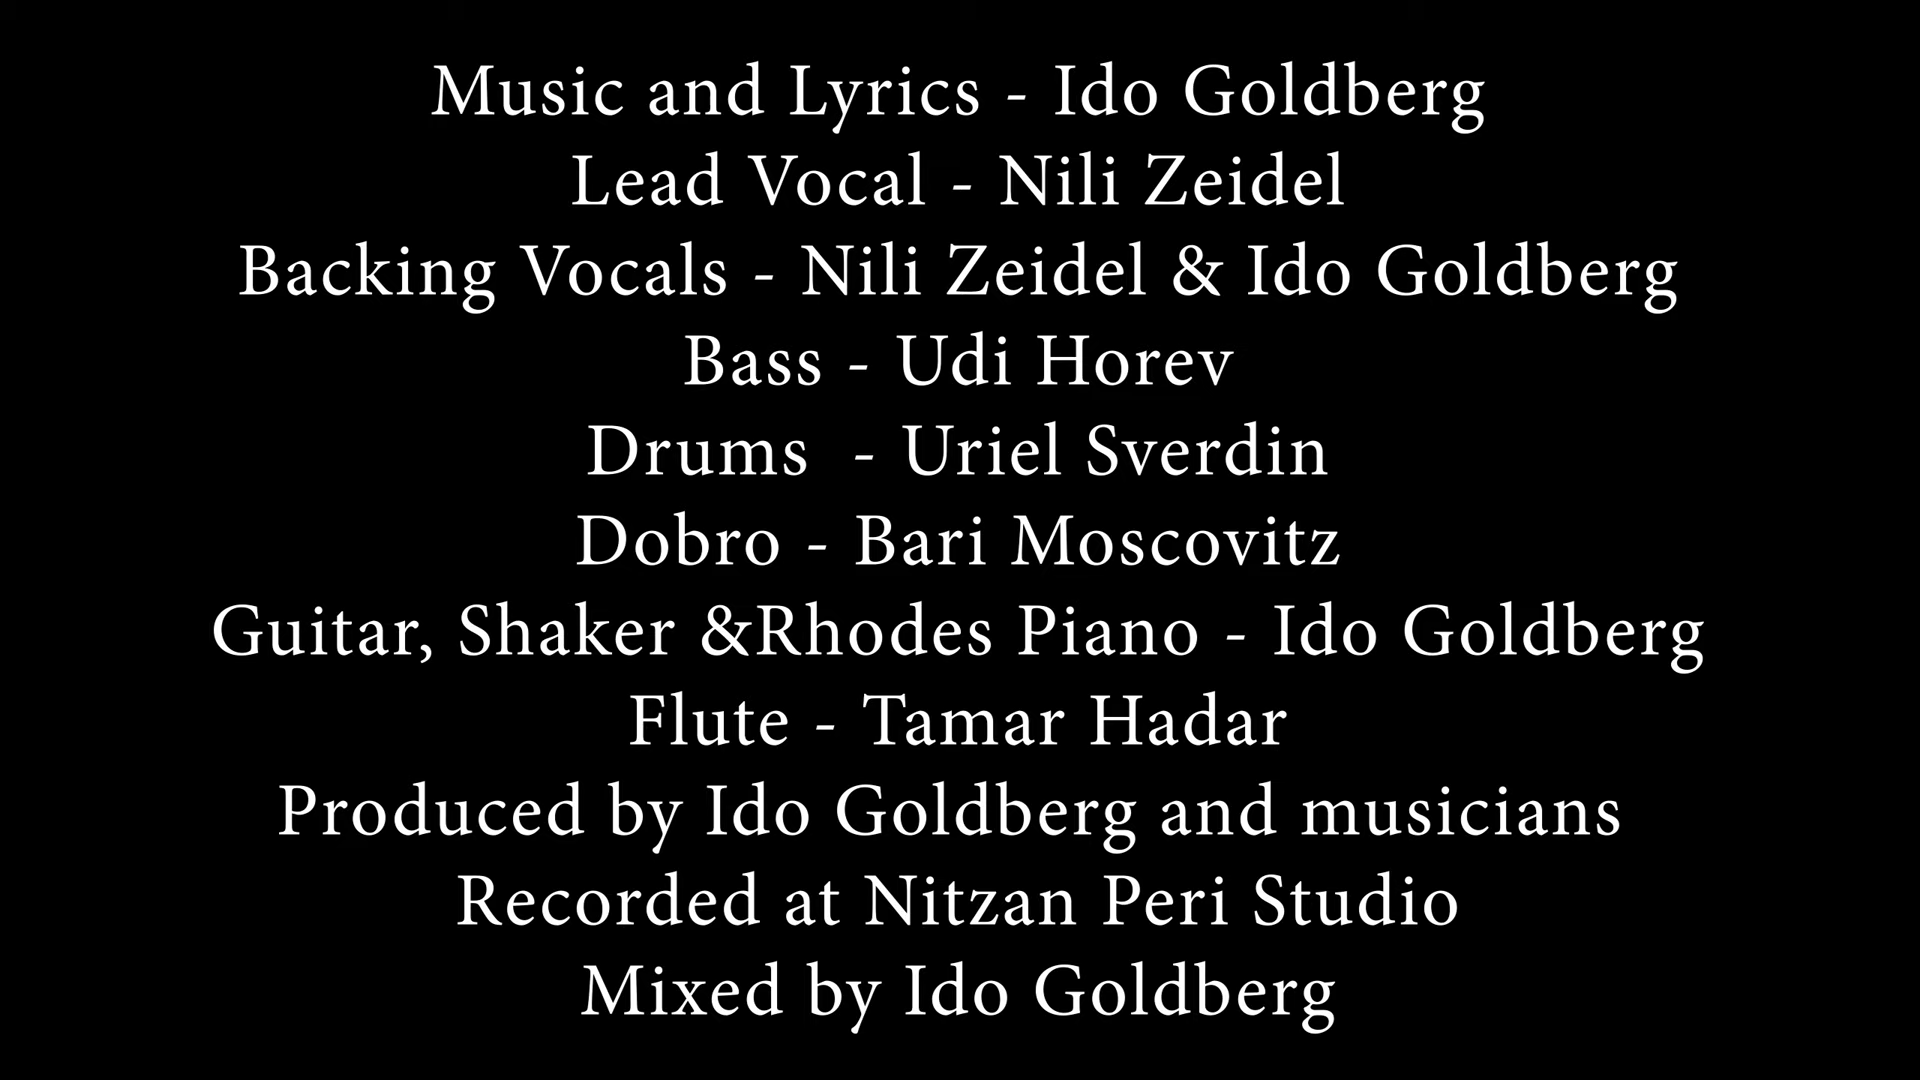 Music and Lyrics - Ido Goldberg
Lead Vocal - Nili Zeidel
Backing Vocals - Nili Zeidel & Ido Goldberg
Bass - Udi Horev
Drums  - Uriel Sverdin
Dobro - Bari Moscovitz
Guitar, Shaker &Rhodes Piano - Ido Goldberg
Flute - Tamar Hadar
Produced by Ido Goldberg and musicians
Recorded at Nitzan Peri Studio
Mixed by Ido Goldberg